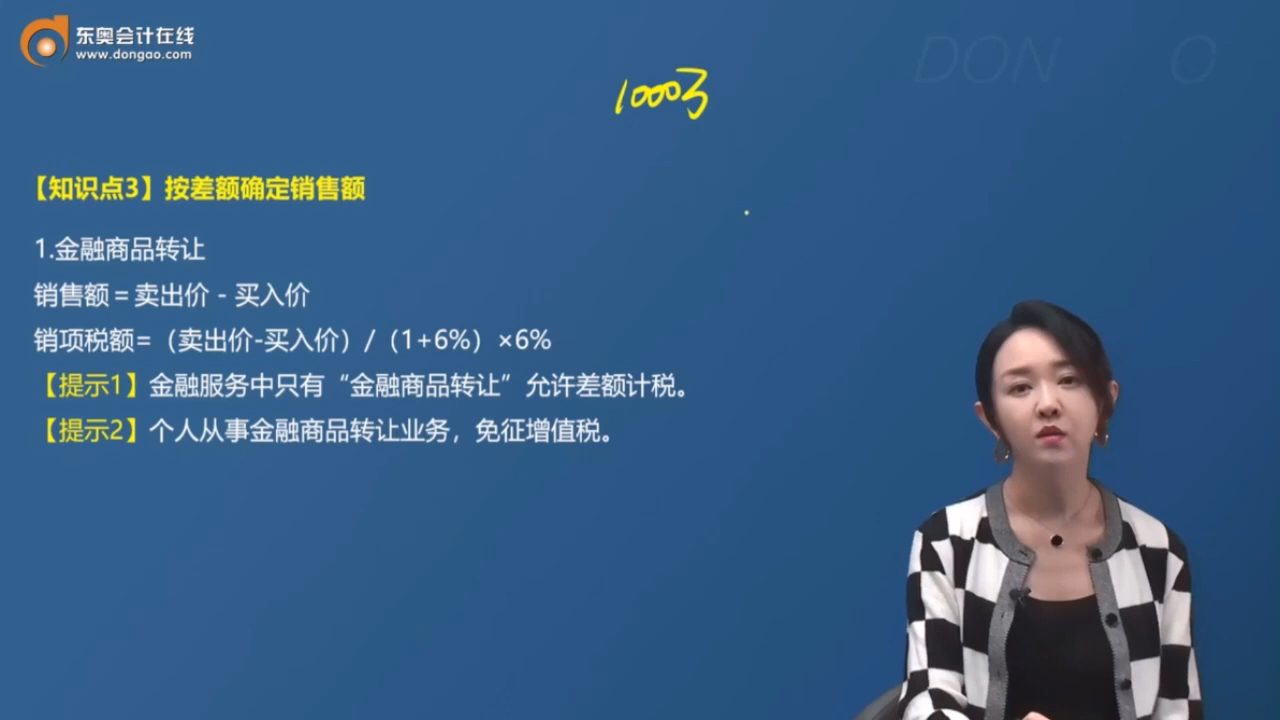 东奥会计在线
www.dongao.com
DON O
1000万
【知识点3】按差额确定销售额
1.金融商品转让
销售额＝卖出价－买入价
销项税额=（卖出价-买入价）/（1+6%）×6%
【提示1】金融服务中只有“金融商品转让”允许差额计税。
【提示2】个人从事金融商品转让业务，免征增值税。